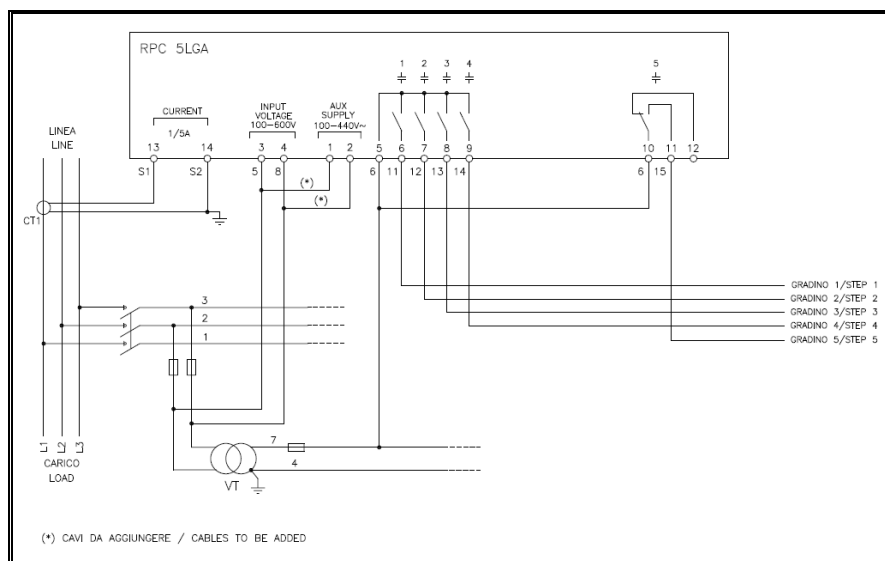 RPC 5LGA
1 2 3 4 5
CURRENT
1/5A
INPUT
VOLTAGE
100-600V
AUX
SUPPLY
100-440V~
LINEA
LINE
13 14 3 4 1 2 5 6 7 8 9 10 11 12
S1 S2 5 8 6 11 12 13 14 6 15
(*)
(*)
CT1
GRADINO 1/STEP 1
GRADINO 2/STEP 2
GRADINO 3/STEP 3
GRADINO 4/STEP 4
GRADINO 5/STEP 5
3
2
1
L1 L2 L3
CARICO
LOAD
7
4
VT
(*) CAVI DA AGGIUNGERE / CABLES TO BE ADDED